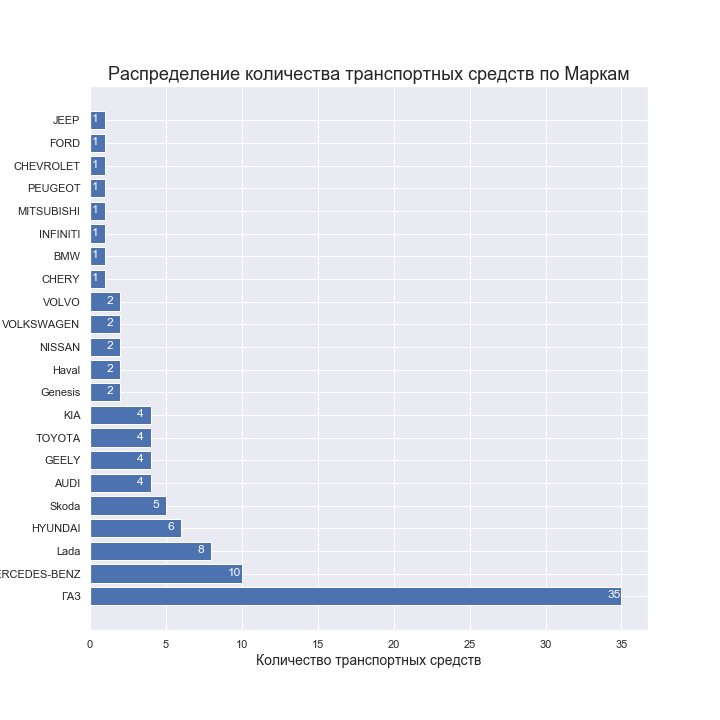 Распределение количества транспортных средств по Маркам
JEEP 1
FORD 1
CHEVROLET 1
PEUGEOT 1
MITSUBISHI 1
INFINITI 1
BMW 1
CHERY 1
VOLVO 2
VOLKSWAGEN 2
NISSAN 2
Haval 2
Genesis 2
KIA 4
TOYOTA 4
GEELY 4
AUDI 4
Skoda 5
HYUNDAI 6
Lada 8
ERCEDES-BENZ 10
ГАЗ 35
0 5 10 15 20 25 30 35
Количество транспортных средств